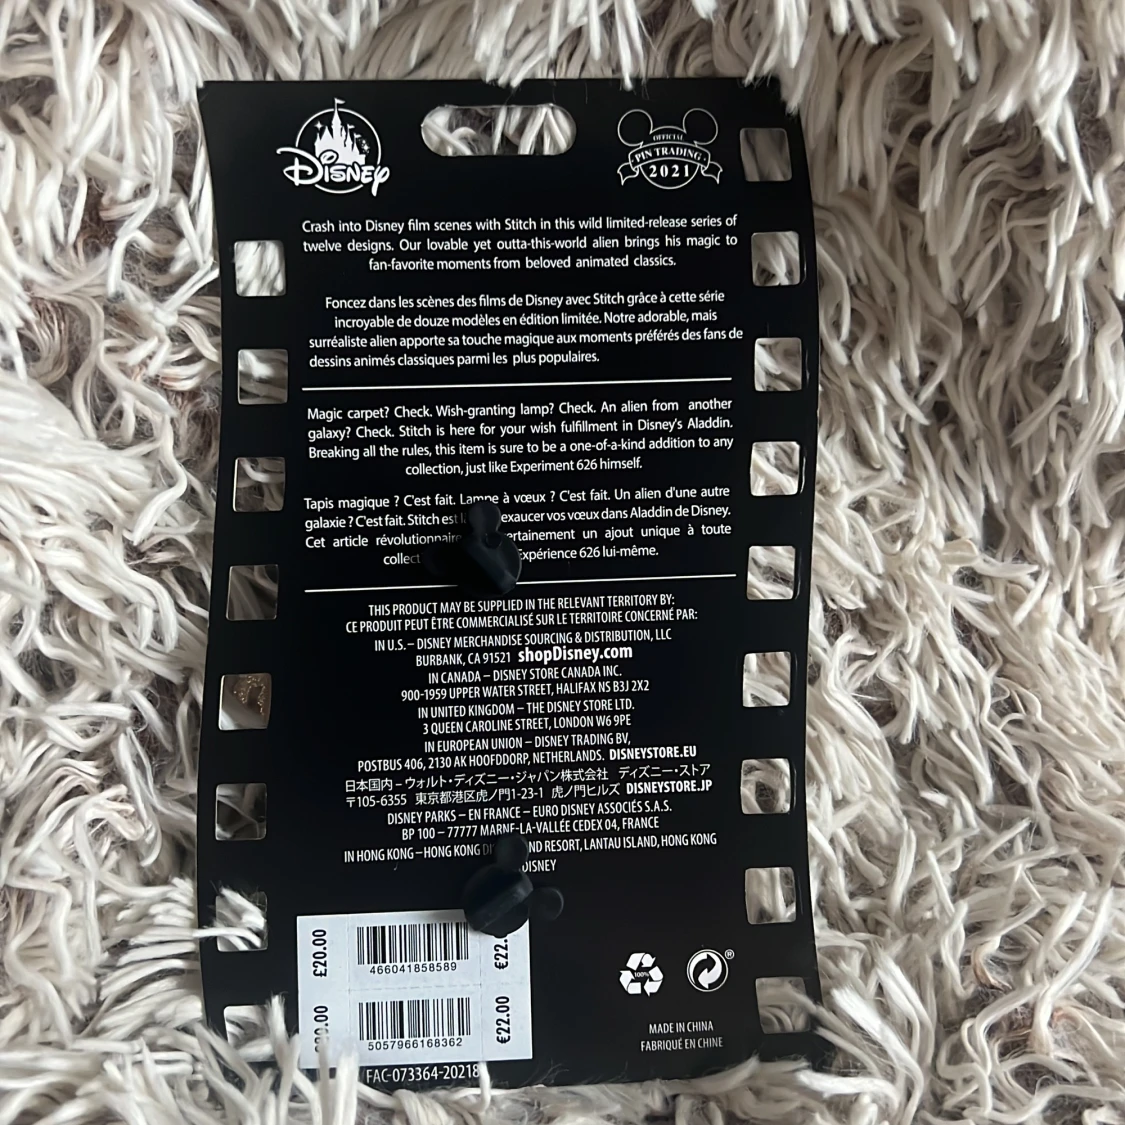 Disney
OFFICIAL
PIN TRADING
2021
Crash into Disney film scenes with Stitch in this wild limited-release series of
twelve designs. Our lovable yet outta-this-world alien brings his magic to
fan-favorite moments from beloved animated classics.
Foncez dans les scènes des films de Disney avec Stitch grâce à cette série
incroyable de douze modèles en édition limitée. Notre adorable, mais
surréaliste alien apporte sa touche magique aux moments préférés des fans de
dessins animés classiques parmi les plus populaires.
Magic carpet? Check. Wish-granting lamp? Check. An alien from another
galaxy? Check. Stitch is here for your wish fulfillment in Disney's Aladdin.
Breaking all the rules, this item is sure to be a one-of-a-kind addition to any
collection, just like Experiment 626 himself.
Tapis magique ? C'est fait. Lampe à vœux ? C'est fait. Un alien d'une autre
galaxie ? C'est fait. Stitch est exaucer vos vœux dans Aladdin de Disney.
Cet article révolutionnaire un ajout unique à toute
Expérience 626 lui-même.
THIS PRODUCT MAY BE SUPPLIED IN THE RELEVANT TERRITORY BY:
CE PRODUIT PEUT ÊTRE COMMERCIALISÉ SUR LE TERRITOIRE CONCERNÉ PAR:
IN U.S. – DISNEY MERCHANDISE SOURCING & DISTRIBUTION, LLC
BURBANK, CA 91521 shopDisney.com
IN CANADA – DISNEY STORE CANADA INC.
900-1959 UPPER WATER STREET, HALIFAX NS B3J 2X2
IN UNITED KINGDOM – THE DISNEY STORE LTD.
3 QUEEN CAROLINE STREET, LONDON W6 9PE
IN EUROPEAN UNION – DISNEY TRADING BV,
POSTBUS 406, 2130 AK HOOFDDORP, NETHERLANDS. DISNEYSTORE.EU
日本国内 – ウォルト・ディズニー・ジャパン株式会社 ディズニー・ストア
〒105-6355 東京都港区虎ノ門1-23-1 虎ノ門ヒルズ DISNEYSTORE.JP
DISNEY PARKS – EN FRANCE – EURO DISNEY ASSOCIÉS S.A.S.
BP 100 – 77777 MARNE-LA-VALLÉE CEDEX 04, FRANCE
IN HONG KONG – HONG KONG RESORT, LANTAU ISLAND, HONG KONG
DISNEY
£20.00
466041858589
€22.
5057966168362
€22.00
100%
®
MADE IN CHINA
FABRIQUÉ EN CHINE
FAC-073364-20218